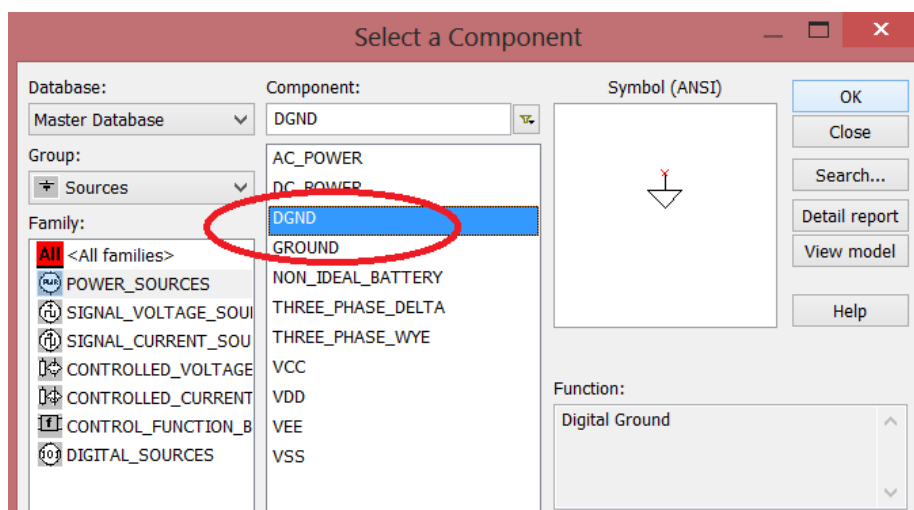 Select a Component
Database:
Master Database
Group:
Sources
Family:
All <All families>
POWER_SOURCES
SIGNAL_VOLTAGE_SOU
SIGNAL_CURRENT_SOU
CONTROLLED_VOLTAGE
CONTROLLED_CURRENT
CONTROL_FUNCTION_B
DIGITAL_SOURCES
Component:
DGND
AC_POWER
DC_POWER
DGND
GROUND
NON_IDEAL_BATTERY
THREE_PHASE_DELTA
THREE_PHASE_WYE
VCC
VDD
VEE
VSS
Symbol (ANSI)
Function:
Digital Ground
OK
Close
Search...
Detail report
View model
Help